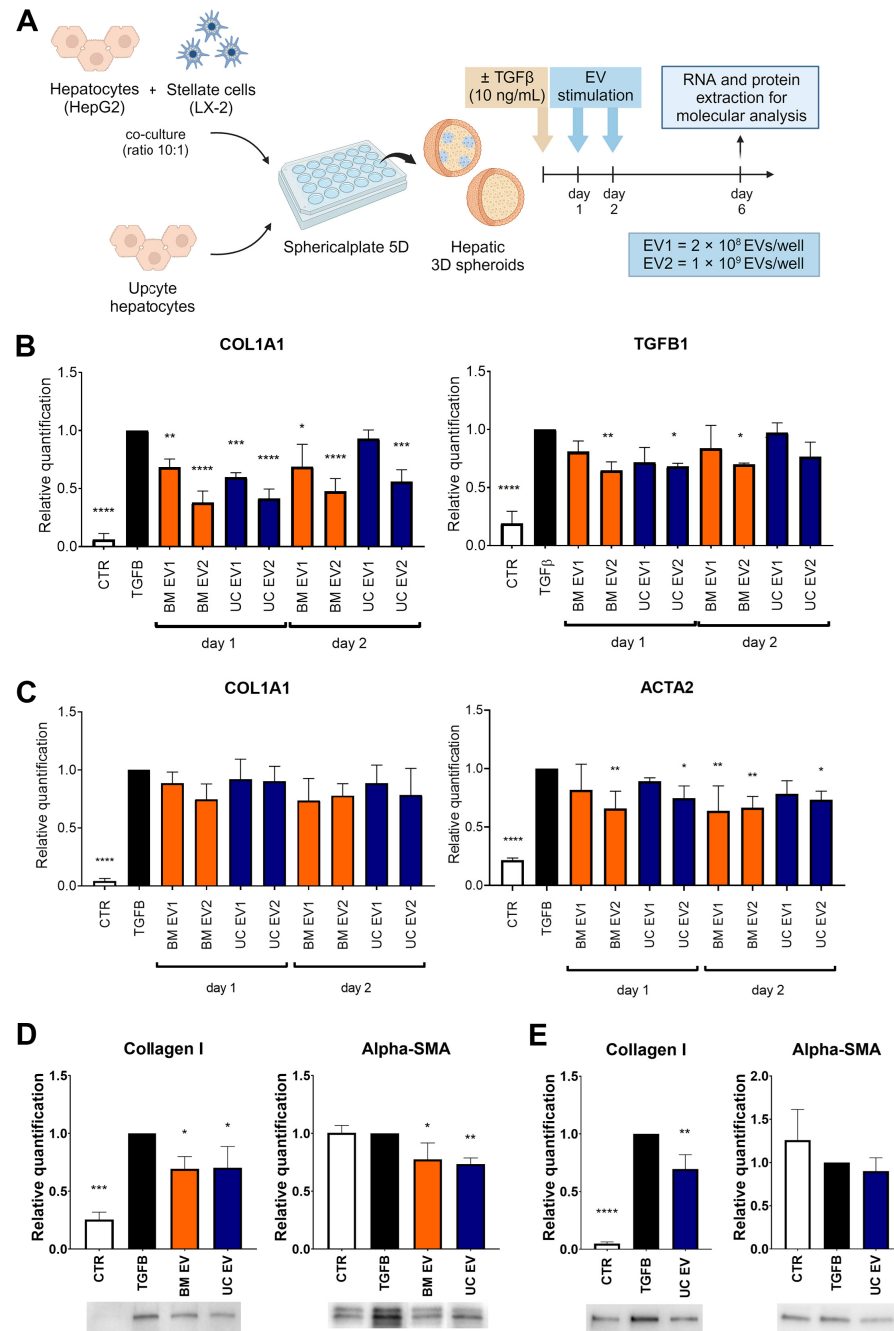 A
Hepatocytes + Stellate cells
(HepG2) (LX-2)
co-culture
(ratio 10:1)
Upcyte
hepatocytes
Sphericalplate 5D
Hepatic
3D spheroids
± TGFβ
(10 ng/mL)
EV
stimulation
RNA and protein
extraction for
molecular analysis
day
1
day
2
day
6
EV1 = 2 × 10⁸ EVs/well
EV2 = 1 × 10⁹ EVs/well
B
COL1A1
Relative quantification
1.5
1.0
0.5
0.0
****
**
****
***
****
*
****
***
CTR
TGFB
BM EV1
BM EV2
UC EV1
UC EV2
BM EV1
BM EV2
UC EV1
UC EV2
day 1
day 2
TGFB1
Relative quantification
1.5
1.0
0.5
0.0
****
**
*
*
CTR
TGFβ
BM EV1
BM EV2
UC EV1
UC EV2
BM EV1
BM EV2
UC EV1
UC EV2
day 1
day 2
C
COL1A1
Relative quantification
1.5
1.0
0.5
0.0
****
CTR
TGFB
BM EV1
BM EV2
UC EV1
UC EV2
BM EV1
BM EV2
UC EV1
UC EV2
day 1
day 2
ACTA2
Relative quantification
1.5
1.0
0.5
0.0
****
**
*
**
**
*
CTR
TGFB
BM EV1
BM EV2
UC EV1
UC EV2
BM EV1
BM EV2
UC EV1
UC EV2
day 1
day 2
D
Collagen I
Relative quantification
1.5
1.0
0.5
0.0
***
*
*
CTR
TGFB
BM EV
UC EV
Alpha-SMA
Relative quantification
1.5
1.0
0.5
0.0
*
**
CTR
TGFB
BM EV
UC EV
E
Collagen I
Relative quantification
1.5
1.0
0.5
0.0
****
**
CTR
TGFB
UC EV
Alpha-SMA
Relative quantification
2.0
1.5
1.0
0.5
0.0
CTR
TGFB
UC EV